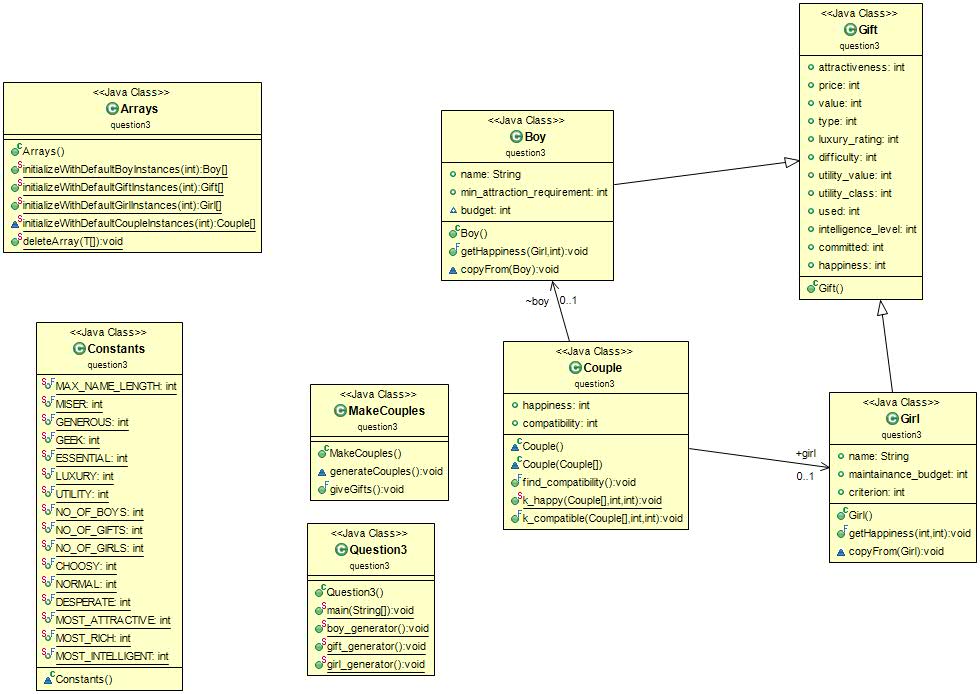 <<Java Class>>
Gift
question3
attractiveness: int
price: int
value: int
type: int
luxury_rating: int
difficulty: int
utility_value: int
utility_class: int
used: int
intelligence_level: int
committed: int
happiness: int
Gift()
<<Java Class>>
Arrays
question3
Arrays()
initializeWithDefaultBoyInstances(int):Boy[]
initializeWithDefaultGiftInstances(int):Gift[]
initializeWithDefaultGirlInstances(int):Girl[]
initializeWithDefaultCoupleInstances(int):Couple[]
deleteArray(T[]):void
<<Java Class>>
Boy
question3
name: String
min_attraction_requirement: int
budget: int
Boy()
getHappiness(Girl,int):void
copyFrom(Boy):void
~boy 0..1
<<Java Class>>
Constants
question3
MAX_NAME_LENGTH: int
MISER: int
GENEROUS: int
GEEK: int
ESSENTIAL: int
LUXURY: int
UTILITY: int
NO_OF_BOYS: int
NO_OF_GIFTS: int
NO_OF_GIRLS: int
CHOOSY: int
NORMAL: int
DESPERATE: int
MOST_ATTRACTIVE: int
MOST_RICH: int
MOST_INTELLIGENT: int
Constants()
<<Java Class>>
MakeCouples
question3
MakeCouples()
generateCouples():void
giveGifts():void
<<Java Class>>
Question3
question3
Question3()
main(String[]):void
boy_generator():void
gift_generator():void
girl_generator():void
<<Java Class>>
Couple
question3
happiness: int
compatibility: int
Couple()
Couple(Couple[])
find_compatibility():void
k_happy(Couple[],int,int):void
k_compatible(Couple[],int,int):void
+girl
0..1
<<Java Class>>
Girl
question3
name: String
maintainance_budget: int
criterion: int
Girl()
getHappiness(int,int):void
copyFrom(Girl):void